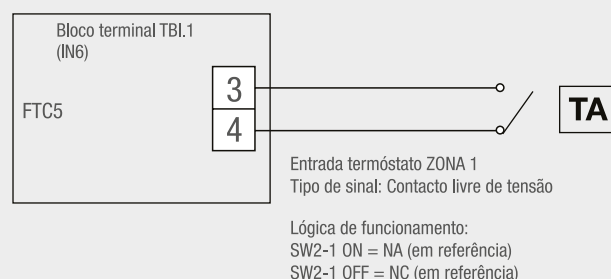 Bloco terminal TBI.1
(IN6)
FTC5
3
4
TA
Entrada termóstato ZONA 1
Tipo de sinal: Contacto livre de tensão
Lógica de funcionamento:
SW2-1 ON = NA (em referência)
SW2-1 OFF = NC (em referência)